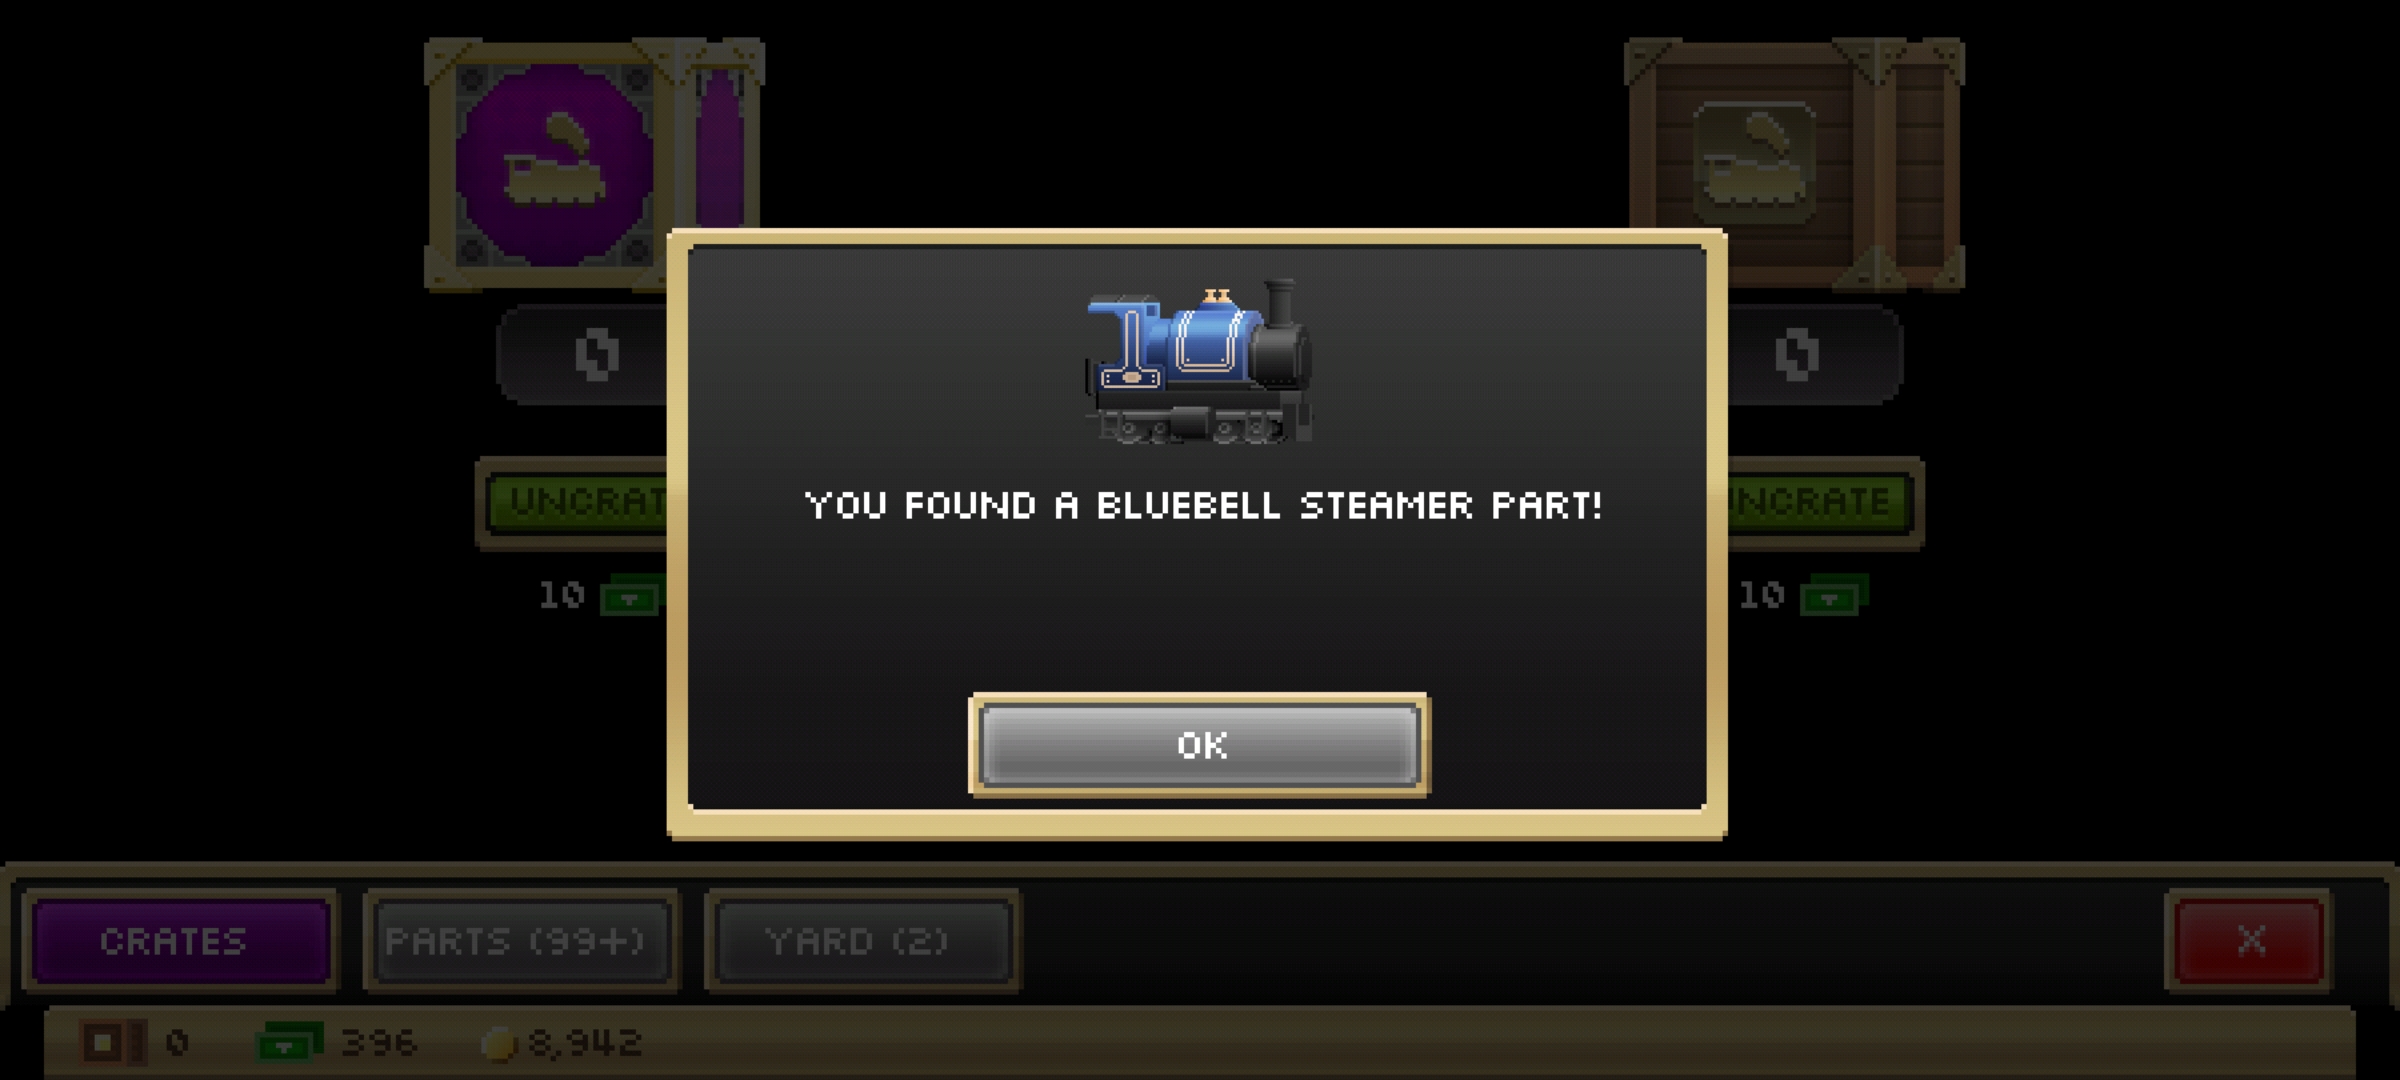 0
0
YOU FOUND A BLUEBELL STEAMER PART!
UNCRAT
NCRATE
10
10
OK
CRATES
PARTS (99+)
YARD (2)
X
0
396
8,942